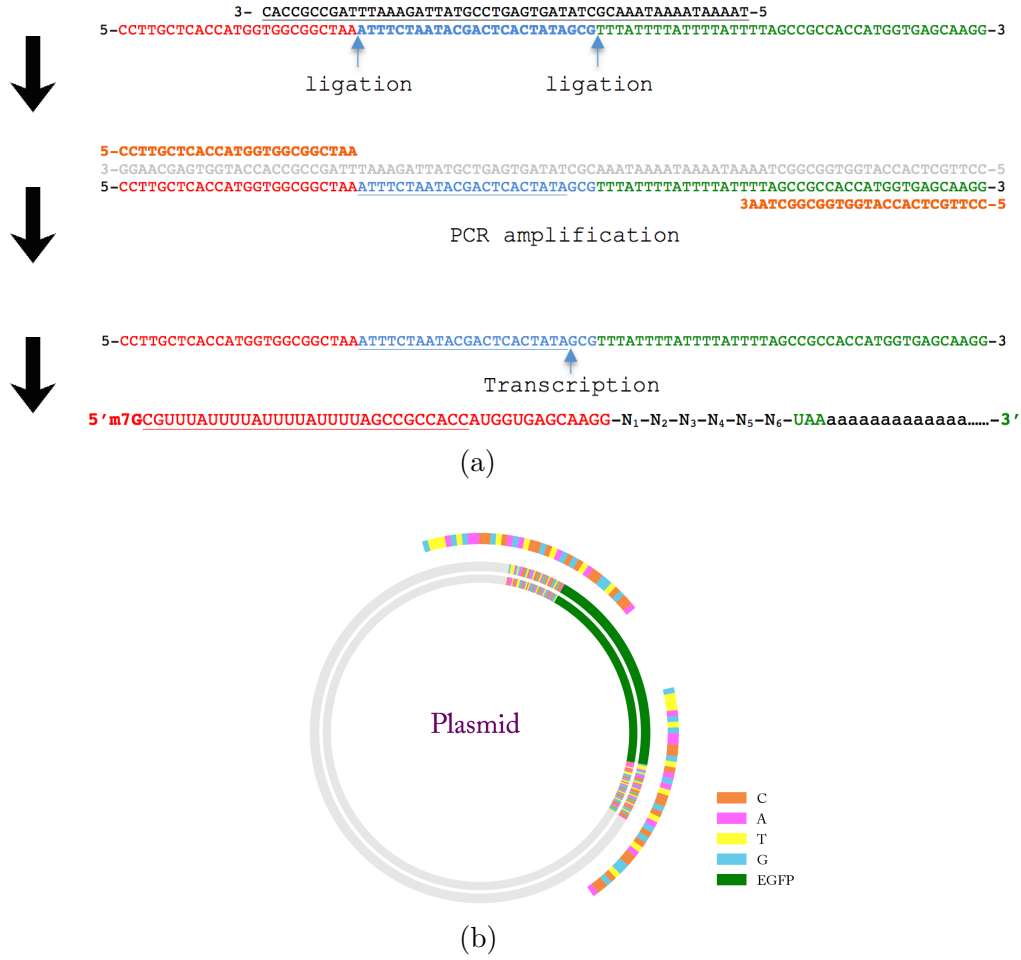 3- CACCGCCGATTTAAAGATTATGCCTGAGTGATATCGCAAATAAAATAAAAT-5
5-CCTTGCTCACCATGGTGGCGGCTAAATTTCTAATACGACTCACTATAGCGTTTATTTTATTTTATTTTAGCCGCCACCATGGTGAGCAAGG-3
ligation ligation
5-CCTTGCTCACCATGGTGGCGGCTAA
3-GGAACGAGTGGTACCACCGCCGATTTAAAGATTATGCTGAGTGATATCGCAAATAAAATAAAATAAAATCGGCGGTGGTACCACTCGTTCC-5
5-CCTTGCTCACCATGGTGGCGGCTAAATTTCTAATACGACTCACTATAGCGTTTATTTTATTTTATTTTAGCCGCCACCATGGTGAGCAAGG-3
3AATCGGCGGTGGTACCACTCGTTCC-5
PCR amplification
5-CCTTGCTCACCATGGTGGCGGCTAAATTTCTAATACGACTCACTATAGCGTTTATTTTATTTTATTTTAGCCGCCACCATGGTGAGCAAGG-3
Transcription
5’m7GCGUUUAUUUUAUUUUAUUUUAGCCGCCACCAUGGUGAGCAAGG-N₁-N₂-N₃-N₄-N₅-N₆-UAAaaaaaaaaaaaaa……-3’
(a)
Plasmid
C
A
T
G
EGFP
(b)